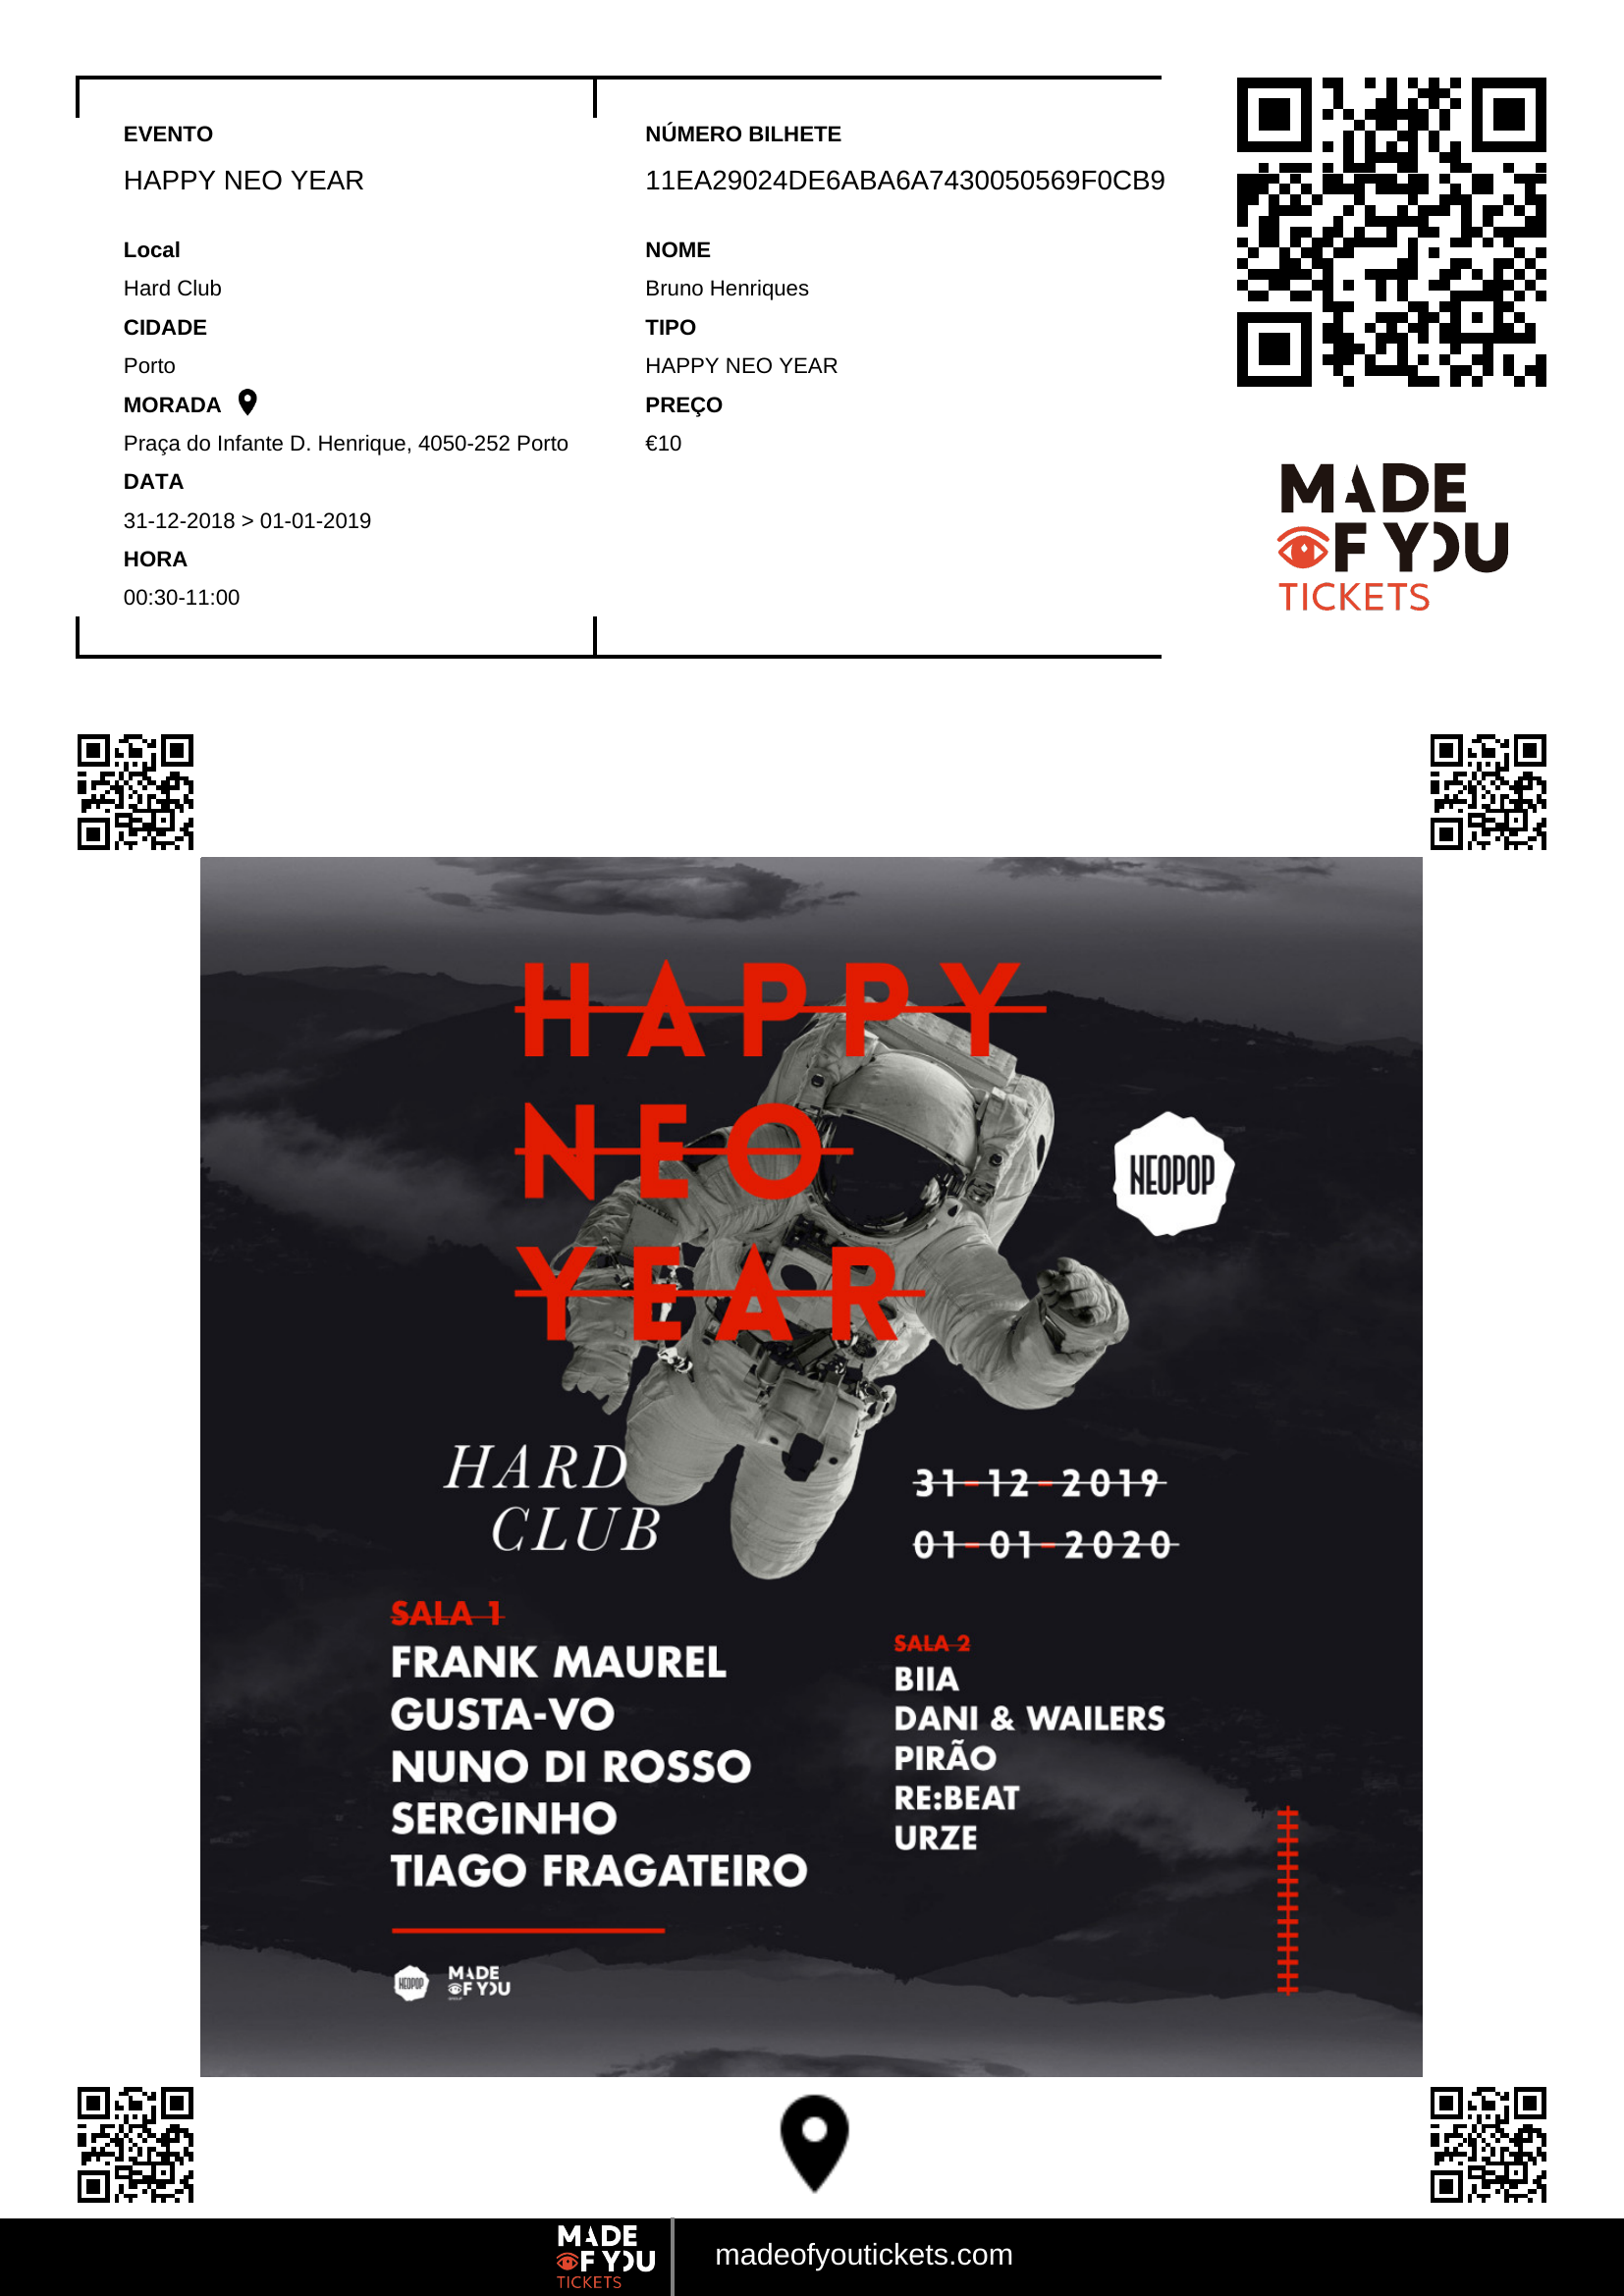 EVENTO
HAPPY NEO YEAR
Local
Hard Club
CIDADE
Porto
MORADA
Praça do Infante D. Henrique, 4050-252 Porto
DATA
31-12-2018 > 01-01-2019
HORA
00:30-11:00
NÚMERO BILHETE
11EA29024DE6ABA6A7430050569F0CB9
NOME
Bruno Henriques
TIPO
HAPPY NEO YEAR
PREÇO
€10
MADE
OF YOU
TICKETS
HAPPY
NEO
YEAR
NEOPOP
HARD
CLUB
31-12-2019
01-01-2020
SALA 1
FRANK MAUREL
GUSTA-VO
NUNO DI ROSSO
SERGINHO
TIAGO FRAGATEIRO
SALA 2
BIIA
DANI & WAILERS
PIRÃO
RE:BEAT
URZE
NEOPOP
MADE
OF YOU
MADE
OF YOU
TICKETS
madeofyoutickets.com